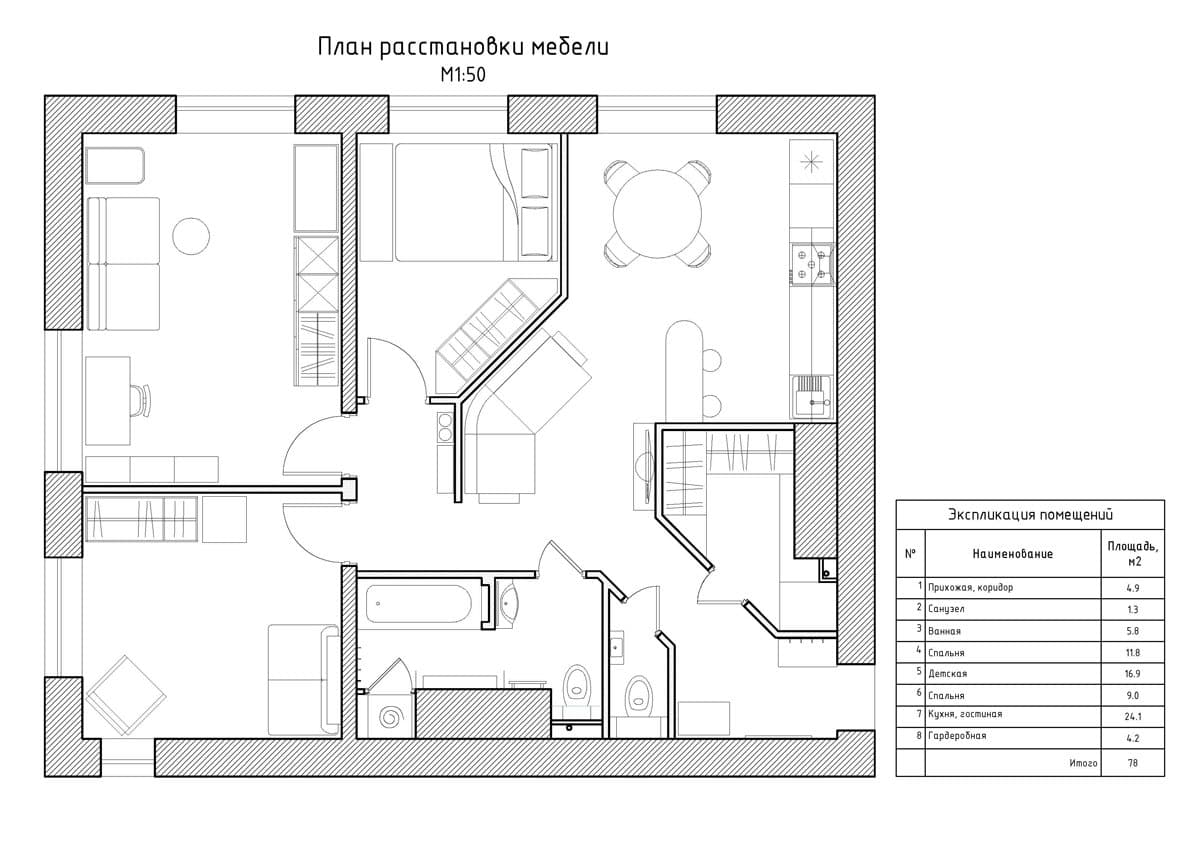 План расстановки мебели
М1:50
Экспликация помещений
№ Наименование Площадь, м2
1 Прихожая, коридор 4.9
2 Санузел 1.3
3 Ванная 5.8
4 Спальня 11.8
5 Детская 16.9
6 Спальня 9.0
7 Кухня, гостиная 24.1
8 Гардеробная 4.2
Итого 78